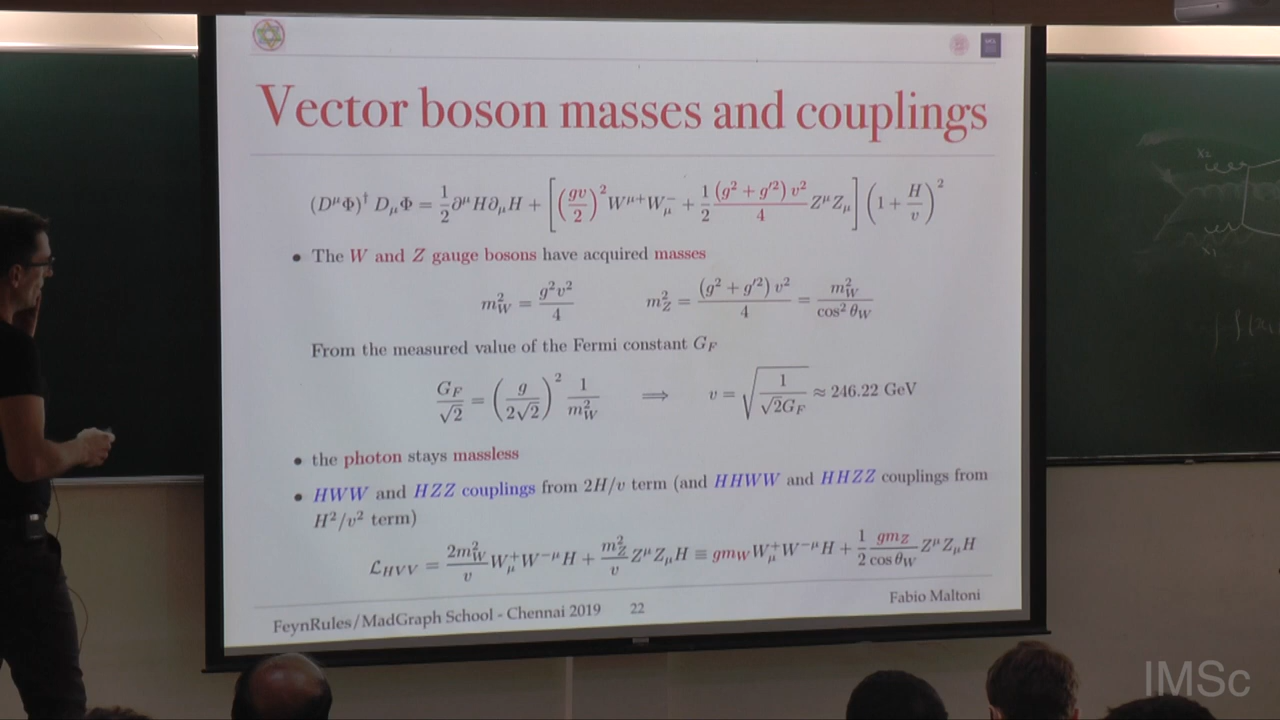 Vector boson masses and couplings
(D^μΦ)† D_μΦ = 1/2 ∂^μH∂_μH + [(gv/2)^2 W^{μ+}W_μ^- + 1/2 (g^2 + g'^2) v^2/4 Z^μZ_μ] (1 + H/v)^2
• The W and Z gauge bosons have acquired masses
m_W^2 = g^2v^2/4 m_Z^2 = (g^2 + g'^2) v^2/4 = m_W^2/cos^2 θ_W
From the measured value of the Fermi constant G_F
G_F/√2 = (g/2√2)^2 1/m_W^2 ⟹ v = √(1/√2G_F) ≈ 246.22 GeV
• the photon stays massless
• HWW and HZZ couplings from 2H/v term (and HHWW and HHZZ couplings from
H^2/v^2 term)
L_HVV = 2m_W^2/v W_μ^+W^{-μ}H + m_Z^2/v Z^μZ_μH ≡ gm_W W_μ^+W^{-μ}H + 1/2 gm_Z/cos θ_W Z^μZ_μH
FeynRules/MadGraph School - Chennai 2019 22 Fabio Maltoni
IMSc